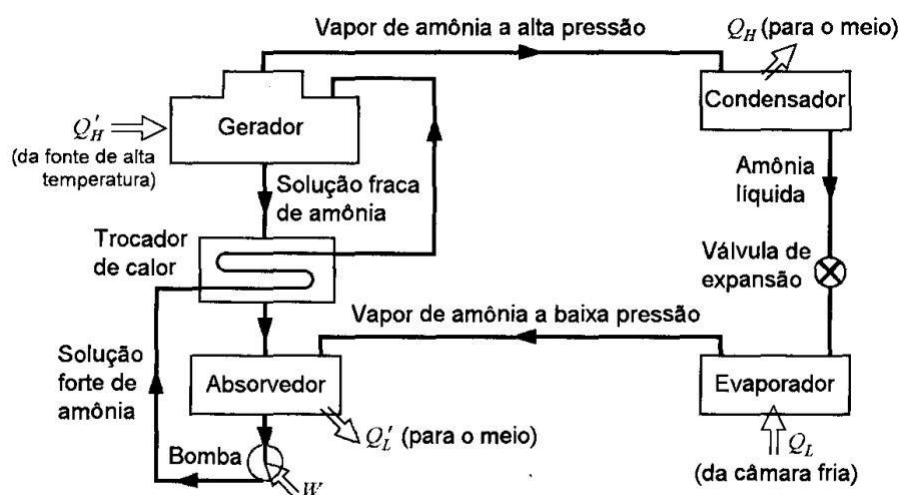 Vapor de amônia a alta pressão
Q_H (para o meio)
Gerador
Condensador
Q'_H
(da fonte de alta
temperatura)
Solução fraca
de amônia
Amônia
líquida
Trocador
de calor
Válvula de
expansão
Vapor de amônia a baixa pressão
Solução
forte de
amônia
Absorvedor
Evaporador
Q'_L (para o meio)
Q_L
(da câmara fria)
Bomba
W